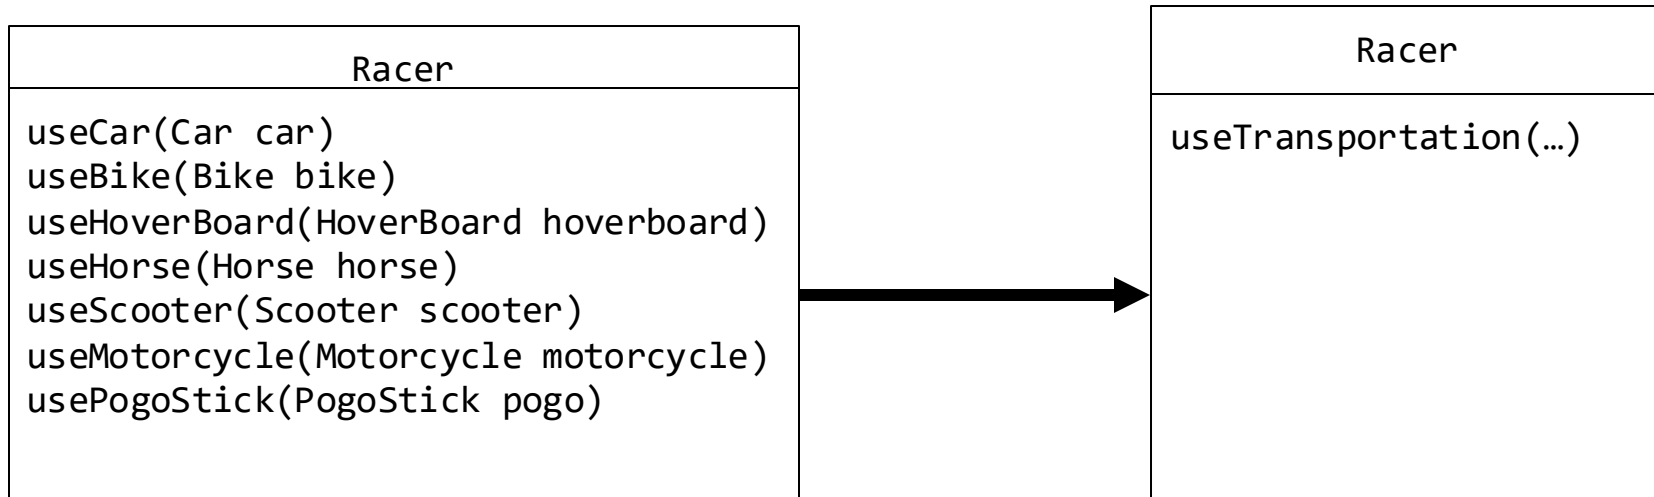 Racer
useCar(Car car)
useBike(Bike bike)
useHoverBoard(HoverBoard hoverboard)
useHorse(Horse horse)
useScooter(Scooter scooter)
useMotorcycle(Motorcycle motorcycle)
usePogoStick(PogoStick pogo)
Racer
useTransportation(…)